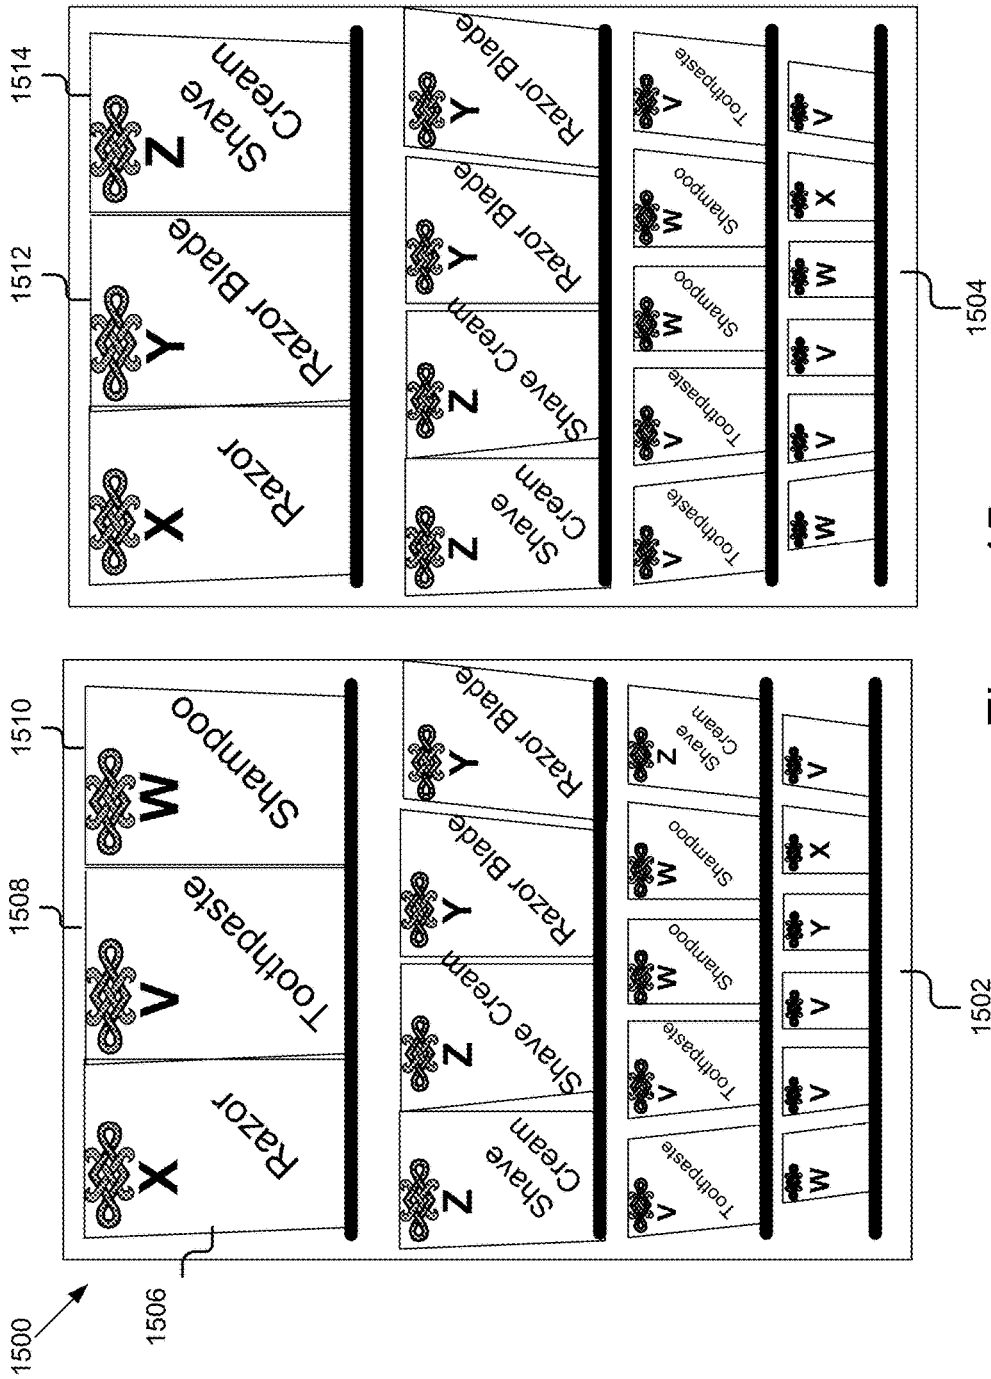 1500
1506
1508
1510
X
Razor
V
Toothpaste
W
Shampoo
Z
Shave
Cream
Z
Shave Cream
Y
Razor Blade
Y
Razor Blade
V
Toothpaste
V
Toothpaste
W
Shampoo
W
Shampoo
Z
Shave
Cream
W
V
V
Y
X
V
1502
1512
1514
X
Razor
Y
Razor Blade
Z
Shave
Cream
Z
Shave
Cream
Z
Shave Cream
Y
Razor Blade
Y
Razor Blade
V
Toothpaste
V
Toothpaste
W
Shampoo
W
Shampoo
V
Toothpaste
W
V
V
W
X
V
1504